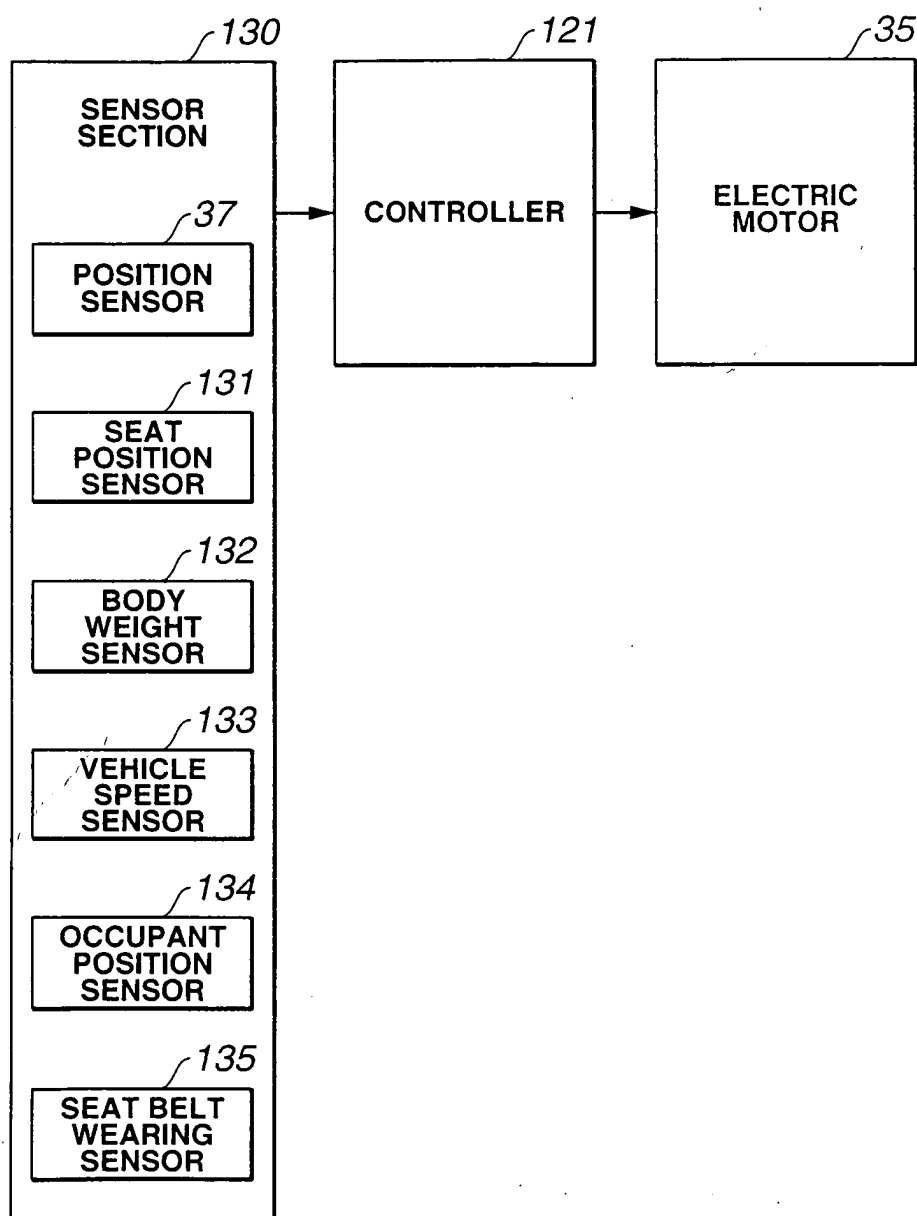 130
SENSOR
SECTION
121
CONTROLLER
35
ELECTRIC
MOTOR
37
POSITION
SENSOR
131
SEAT
POSITION
SENSOR
132
BODY
WEIGHT
SENSOR
133
VEHICLE
SPEED
SENSOR
134
OCCUPANT
POSITION
SENSOR
135
SEAT BELT
WEARING
SENSOR